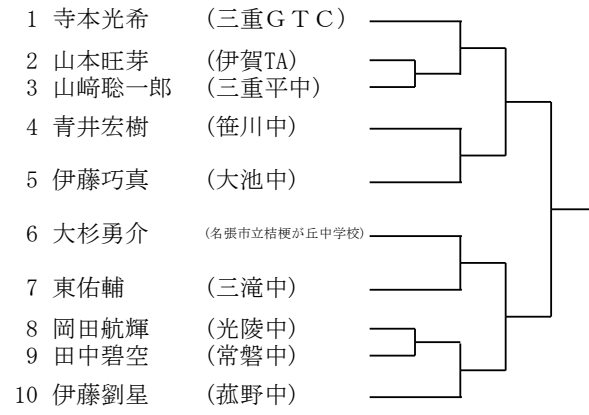 1 寺本光希 (三重GTC)
2 山本旺芽 (伊賀TA)
3 山﨑聡一郎 (三重平中)
4 青井宏樹 (笹川中)
5 伊藤巧真 (大池中)
6 大杉勇介 (名張市立桔梗が丘中学校)
7 東佑輔 (三滝中)
8 岡田航輝 (光陵中)
9 田中碧空 (常磐中)
10 伊藤劉星 (菰野中)